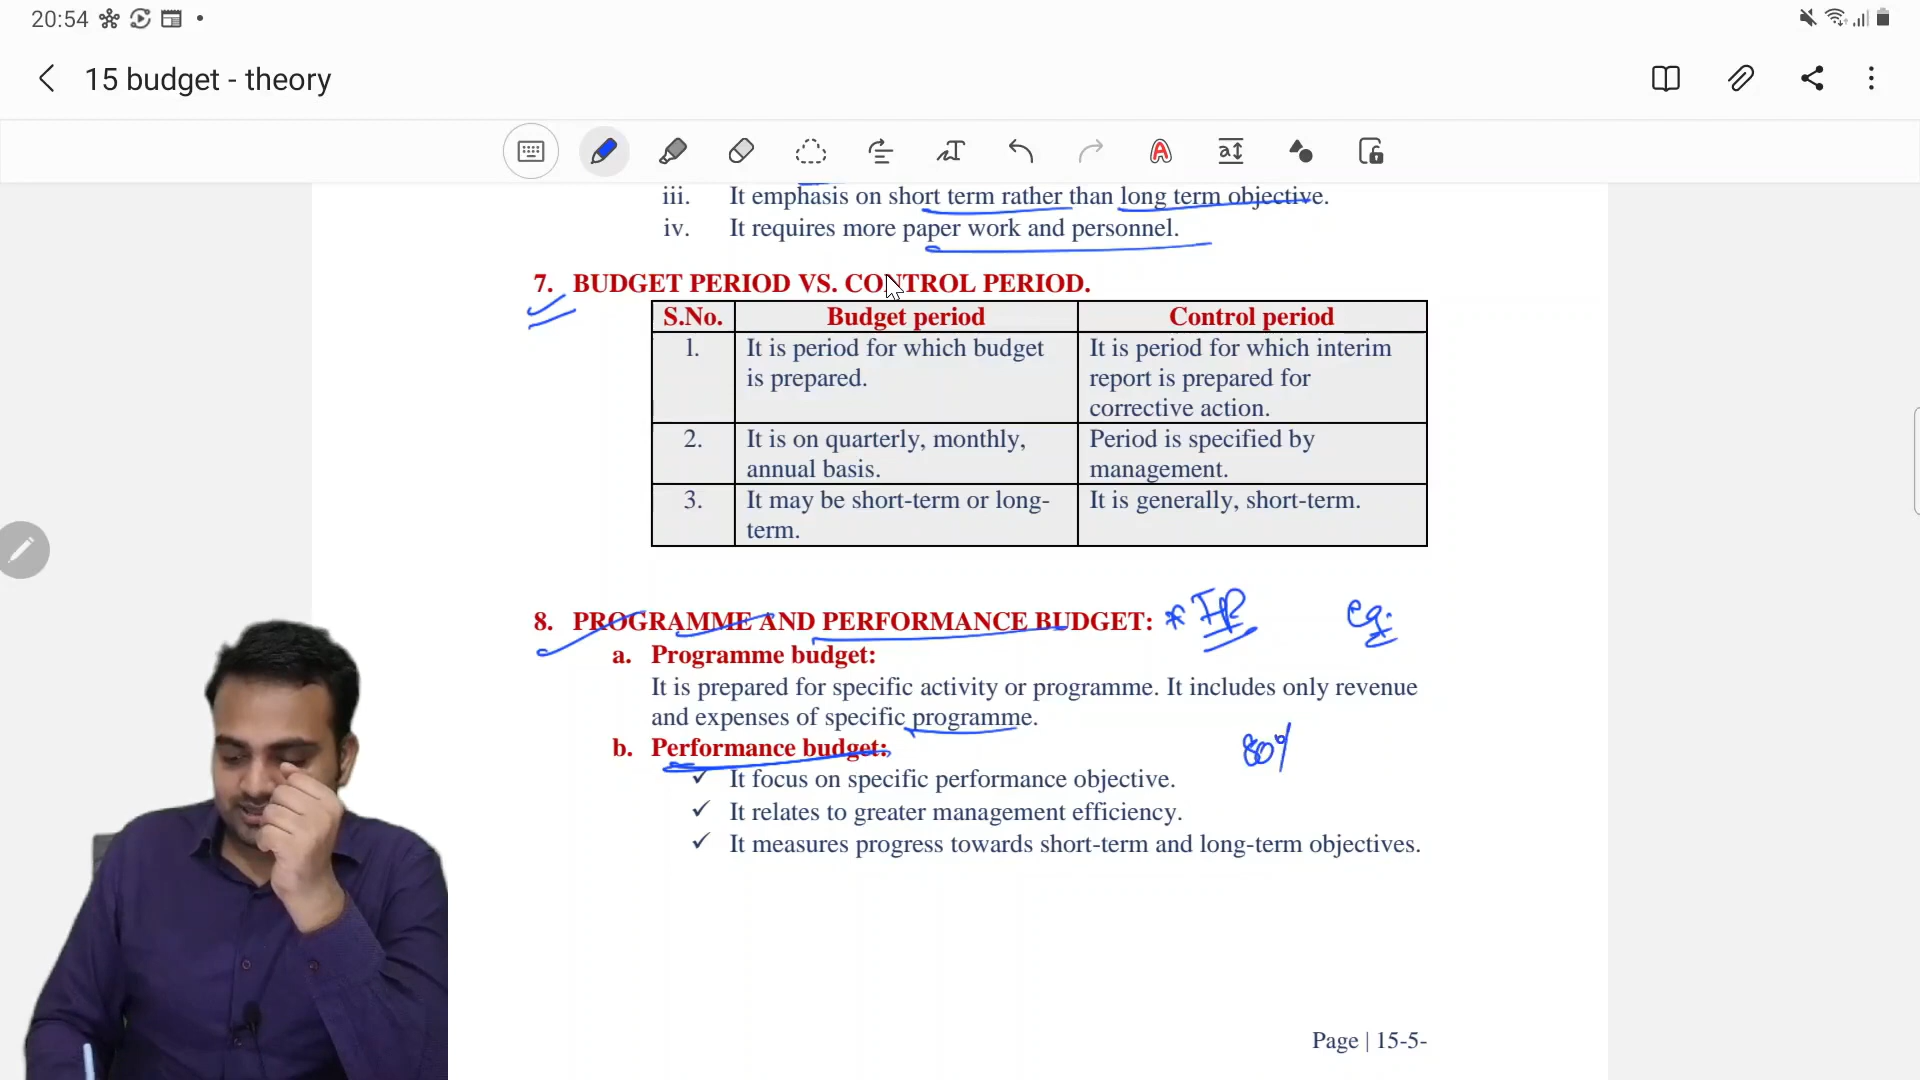 20:54
15 budget - theory
iii. It emphasis on short term rather than long term objective.
iv. It requires more paper work and personnel.
7. BUDGET PERIOD VS. CONTROL PERIOD.
S.No. Budget period Control period
1. It is period for which budget is prepared. It is period for which interim report is prepared for corrective action.
2. It is on quarterly, monthly, annual basis. Period is specified by management.
3. It may be short-term or long-term. It is generally, short-term.
8. PROGRAMME AND PERFORMANCE BUDGET: * eg:
a. Programme budget:
It is prepared for specific activity or programme. It includes only revenue
and expenses of specific programme.
b. Performance budget: 80%
✓ It focus on specific performance objective.
✓ It relates to greater management efficiency.
✓ It measures progress towards short-term and long-term objectives.
Page | 15-5-